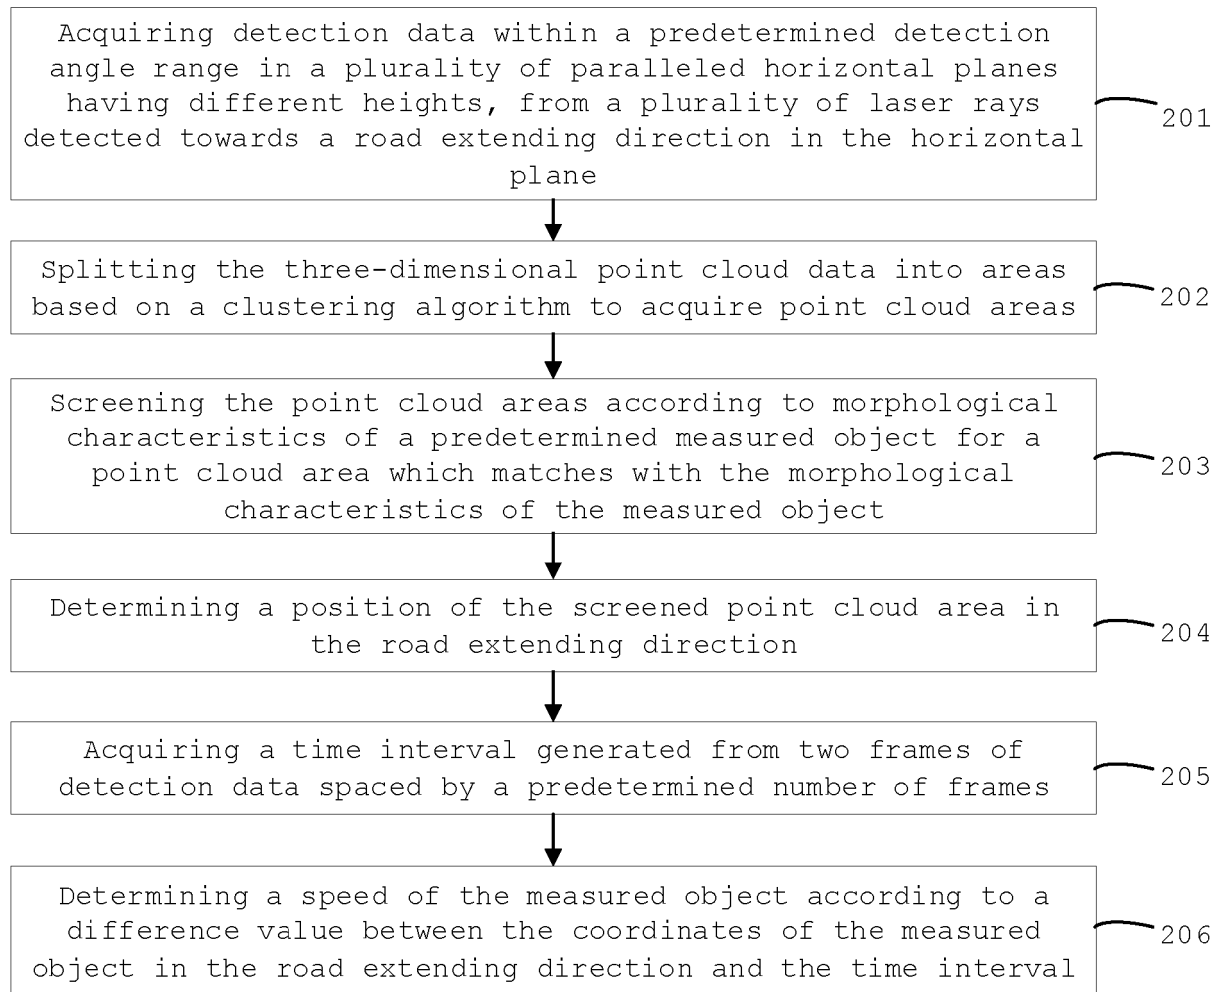 Acquiring detection data within a predetermined detection
angle range in a plurality of paralleled horizontal planes
having different heights, from a plurality of laser rays
detected towards a road extending direction in the horizontal
plane
201
Splitting the three-dimensional point cloud data into areas
based on a clustering algorithm to acquire point cloud areas
202
Screening the point cloud areas according to morphological
characteristics of a predetermined measured object for a
point cloud area which matches with the morphological
characteristics of the measured object
203
Determining a position of the screened point cloud area in
the road extending direction
204
Acquiring a time interval generated from two frames of
detection data spaced by a predetermined number of frames
205
Determining a speed of the measured object according to a
difference value between the coordinates of the measured
object in the road extending direction and the time interval
206